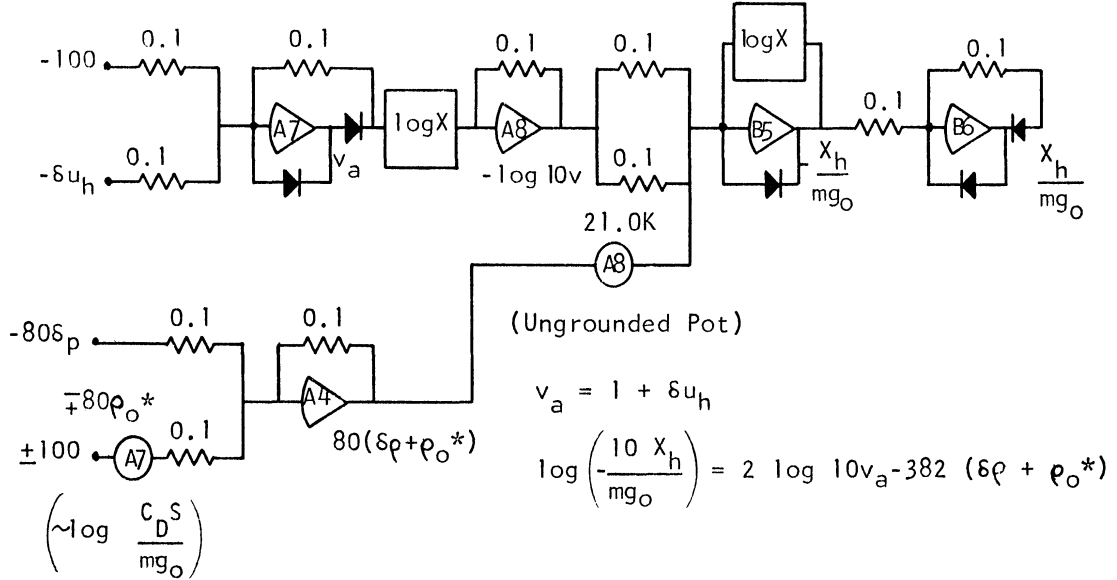 -100
0.1
0.1
-δu_h
0.1
A7
v_a
log X
0.1
A8
-log 10v
0.1
0.1
log X
B5
- X_h
mg_o
0.1
0.1
B6
X_h
mg_o
21.0K
A8
(Ungrounded Pot)
-80δ_p
0.1
0.1
∓80ρ_o*
±100
A7
0.1
A4
80(δρ+ρ_o*)
(~log C_D S
mg_o)
v_a = 1 + δu_h
log (- 10 X_h
mg_o) = 2 log 10v_a-382 (δρ + ρ_o*)